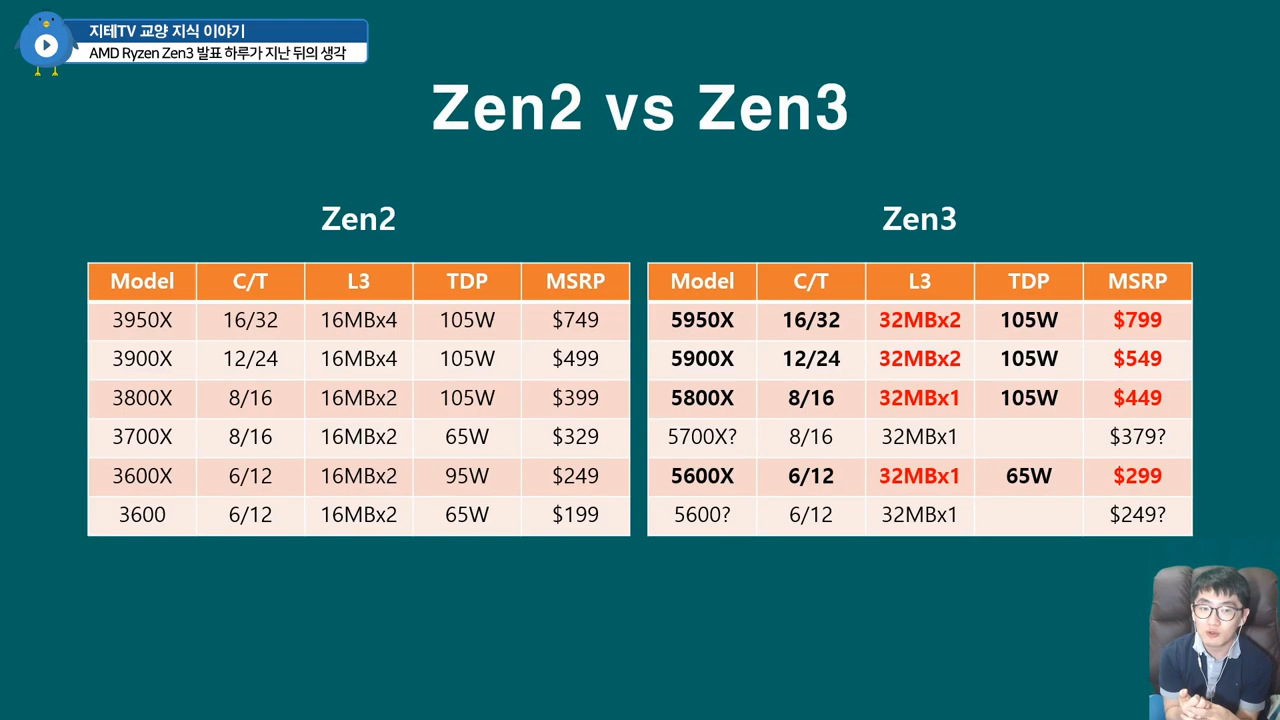 지테TV 교양 지식 이야기
AMD Ryzen Zen3 발표 하루가 지난 뒤의 생각
Zen2 vs Zen3
Zen2
Model C/T L3 TDP MSRP
3950X 16/32 16MBx4 105W $749
3900X 12/24 16MBx4 105W $499
3800X 8/16 16MBx2 105W $399
3700X 8/16 16MBx2 65W $329
3600X 6/12 16MBx2 95W $249
3600 6/12 16MBx2 65W $199
Zen3
Model C/T L3 TDP MSRP
5950X 16/32 32MBx2 105W $799
5900X 12/24 32MBx2 105W $549
5800X 8/16 32MBx1 105W $449
5700X? 8/16 32MBx1 $379?
5600X 6/12 32MBx1 65W $299
5600? 6/12 32MBx1 $249?